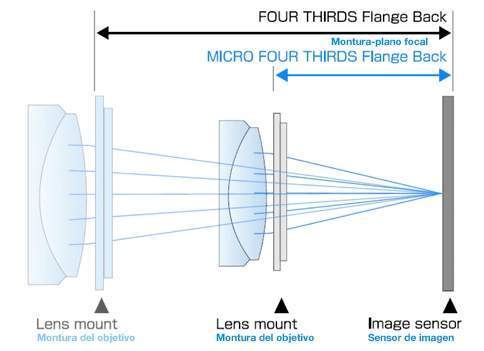 FOUR THIRDS Flange Back
Montura-plano focal
MICRO FOUR THIRDS Flange Back
Lens mount
Montura del objetivo
Lens mount
Montura del objetivo
Image sensor
Sensor de imagen